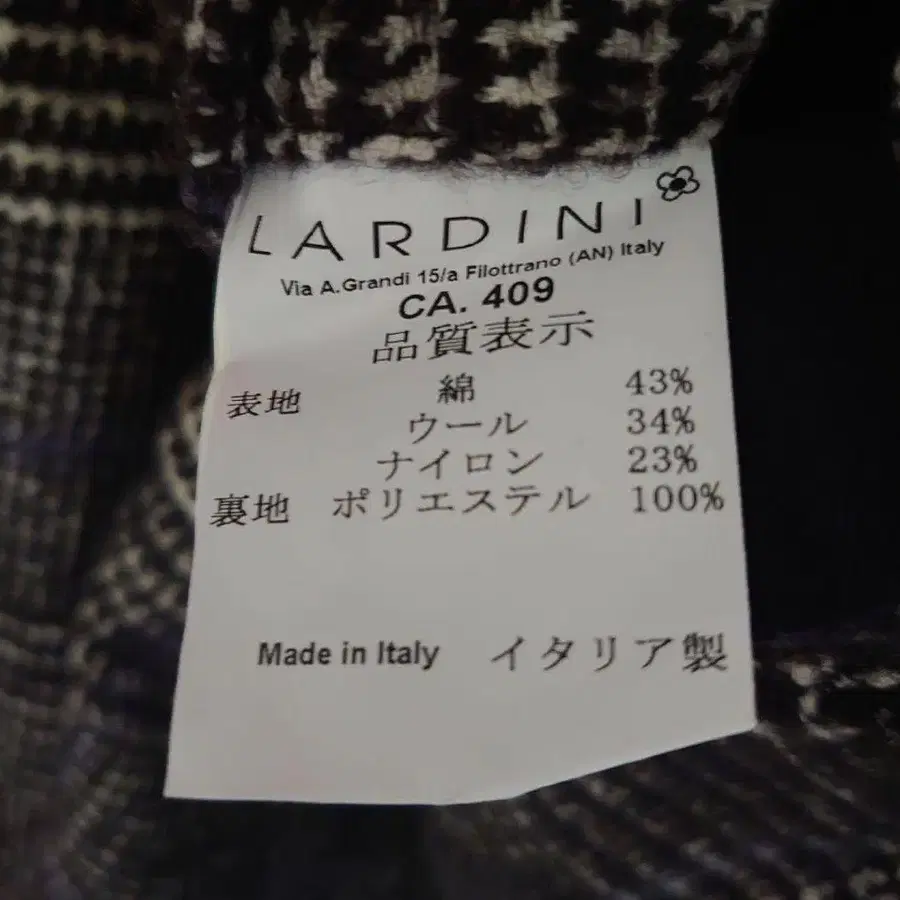 LARDINI
Via A.Grandi 15/a Filottrano (AN) Italy
CA. 409
品質表示
表地 綿 43%
ウール 34%
ナイロン 23%
裏地 ポリエステル 100%
Made in Italy イタリア製